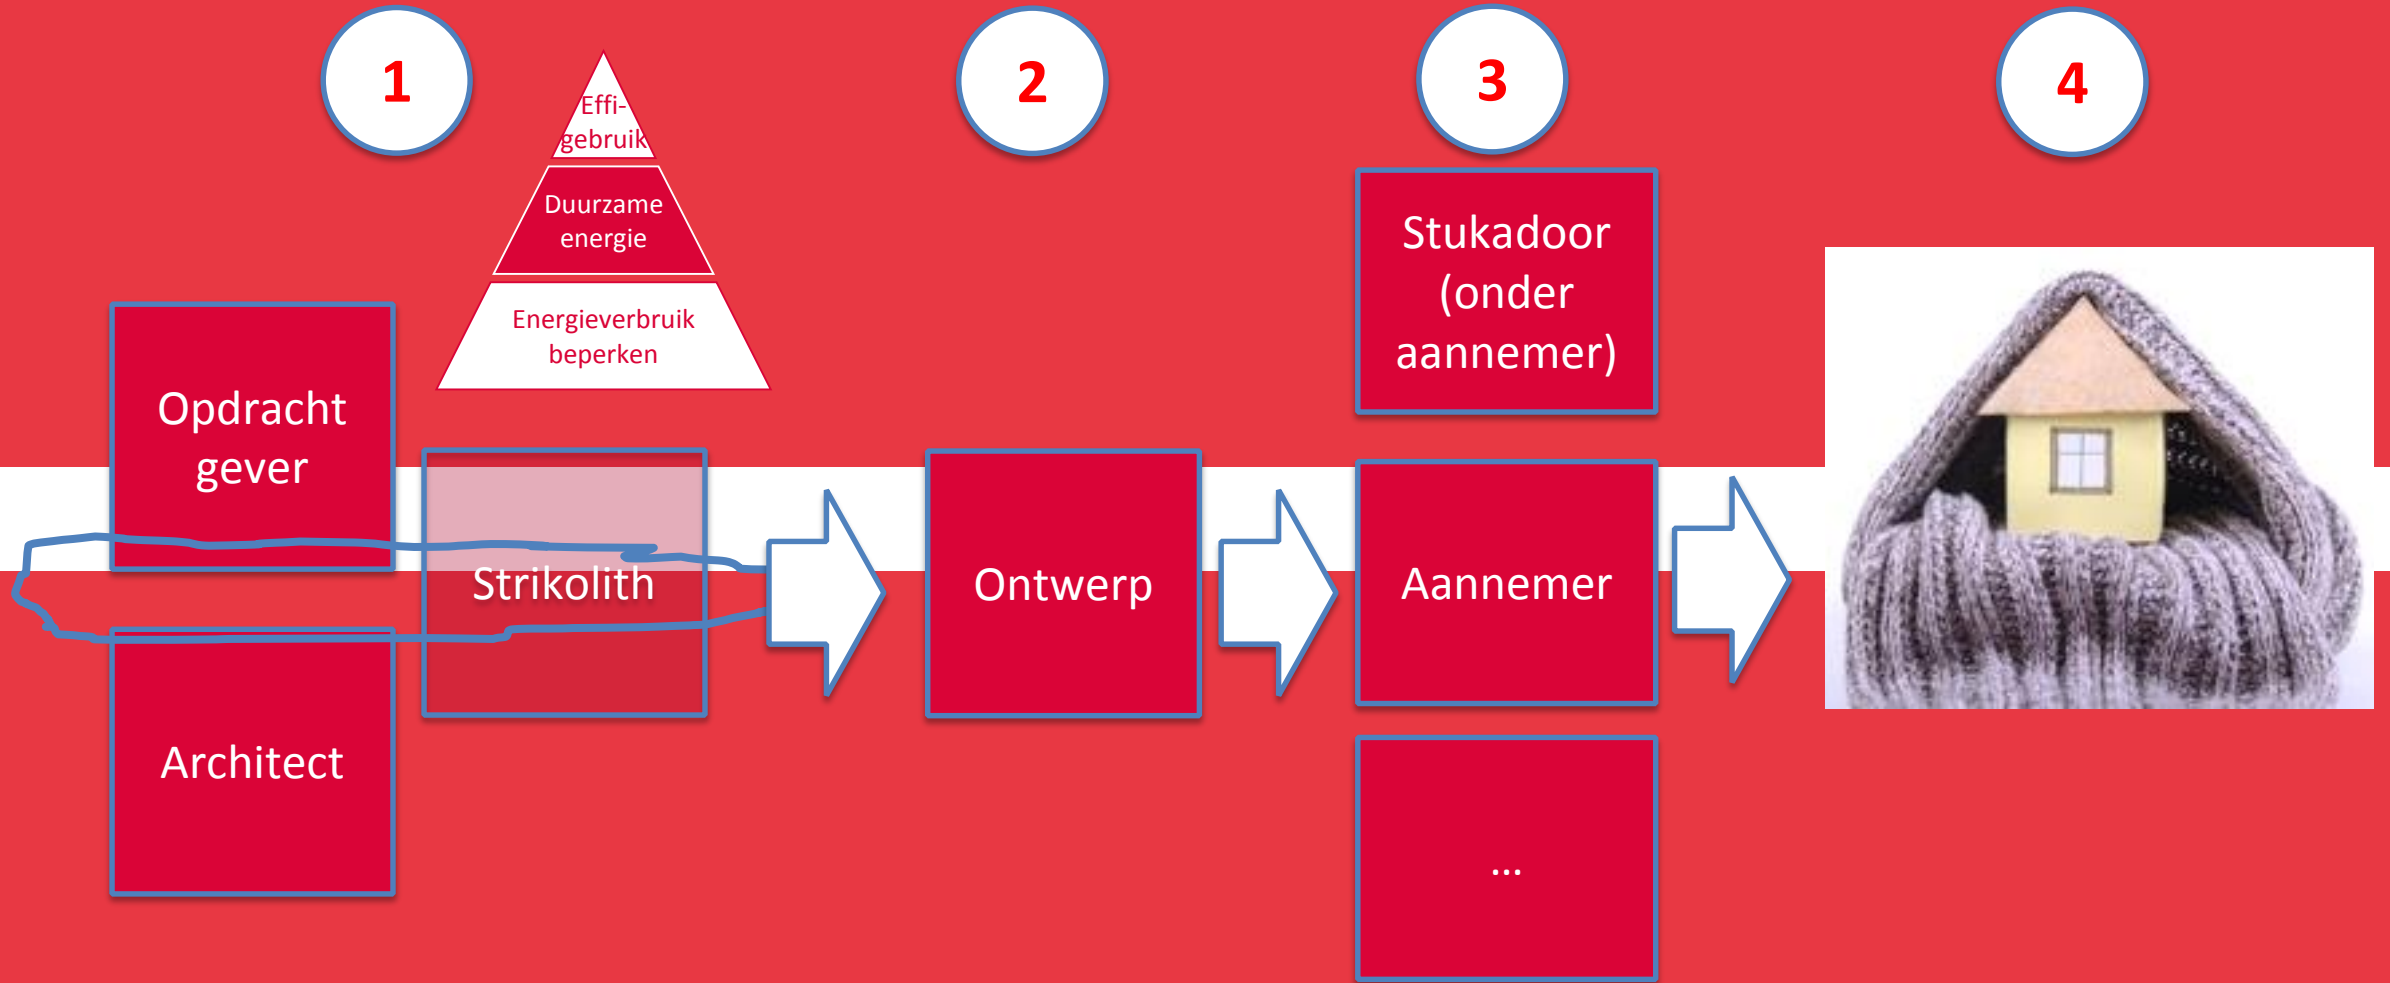 1
Effi-
gebruik
Duurzame
energie
Energieverbruik
beperken
Opdracht
gever
Strikolith
Architect
2
Ontwerp
3
Stukadoor
(onder
aannemer)
Aannemer
...
4